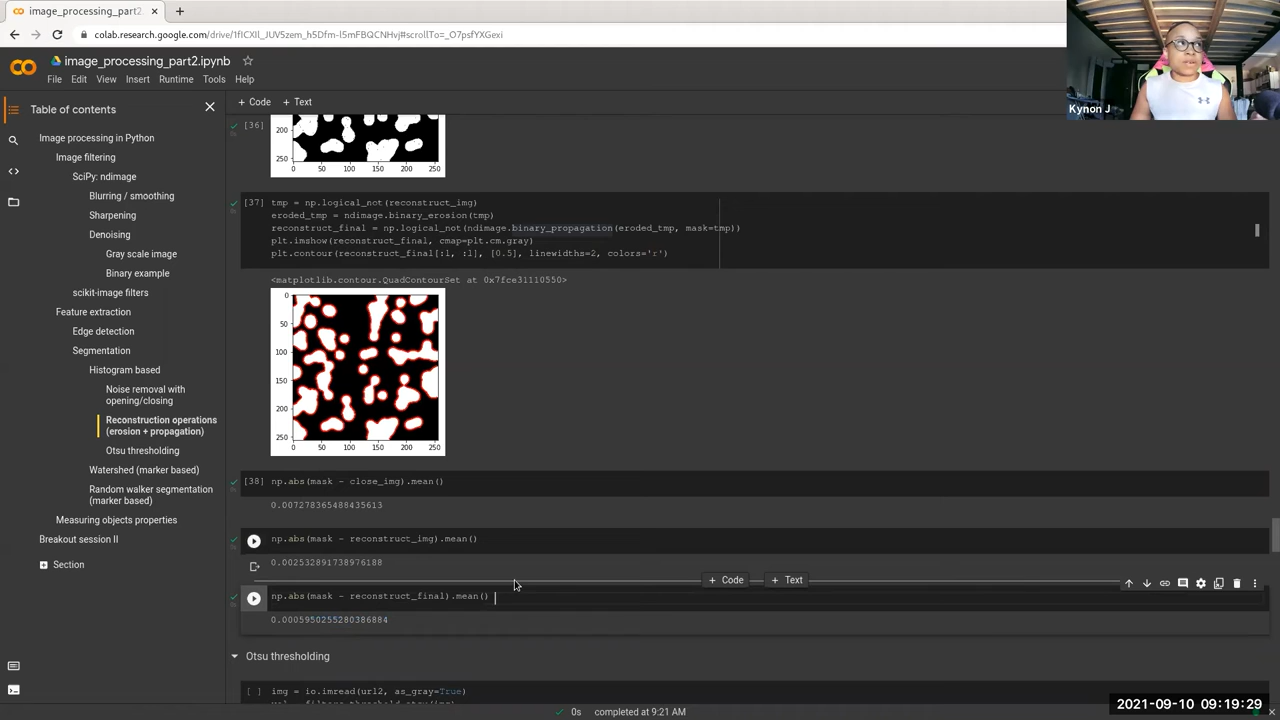 image_processing_part2.ipynb
colab.research.google.com/drive/1fICXIl_JUV5zem_h5Dfm-I5mFBQCNHvj#scrollTo=_O7psfYXGexi
image_processing_part2.ipynb
File Edit View Insert Runtime Tools Help
Kynon J
Table of contents
Image processing in Python
Image filtering
SciPy: ndimage
Blurring / smoothing
Sharpening
Denoising
Gray scale image
Binary example
scikit-image filters
Feature extraction
Edge detection
Segmentation
Histogram based
Noise removal with
opening/closing
Reconstruction operations
(erosion + propagation)
Otsu thresholding
Watershed (marker based)
Random walker segmentation
(marker based)
Measuring objects properties
Breakout session II
Section
+ Code + Text
[36]
200
250
0 50 100 150 200 250
[37] tmp = np.logical_not(reconstruct_img)
eroded_tmp = ndimage.binary_erosion(tmp)
reconstruct_final = np.logical_not(ndimage.binary_propagation(eroded_tmp, mask=tmp))
plt.imshow(reconstruct_final, cmap=plt.cm.gray)
plt.contour(reconstruct_final[:l, :l], [0.5], linewidths=2, colors='r')
<matplotlib.contour.QuadContourSet at 0x7fce31110550>
0
50
100
150
200
250
0 50 100 150 200 250
[38] np.abs(mask - close_img).mean()
0.007278365488435613
np.abs(mask - reconstruct_img).mean()
0.002532891738976188
+ Code + Text
np.abs(mask - reconstruct_final).mean()
0.0005950255280386884
Otsu thresholding
[ ] img = io.imread(url2, as_gray=True)
0s completed at 9:21 AM
2021-09-10 09:19:29